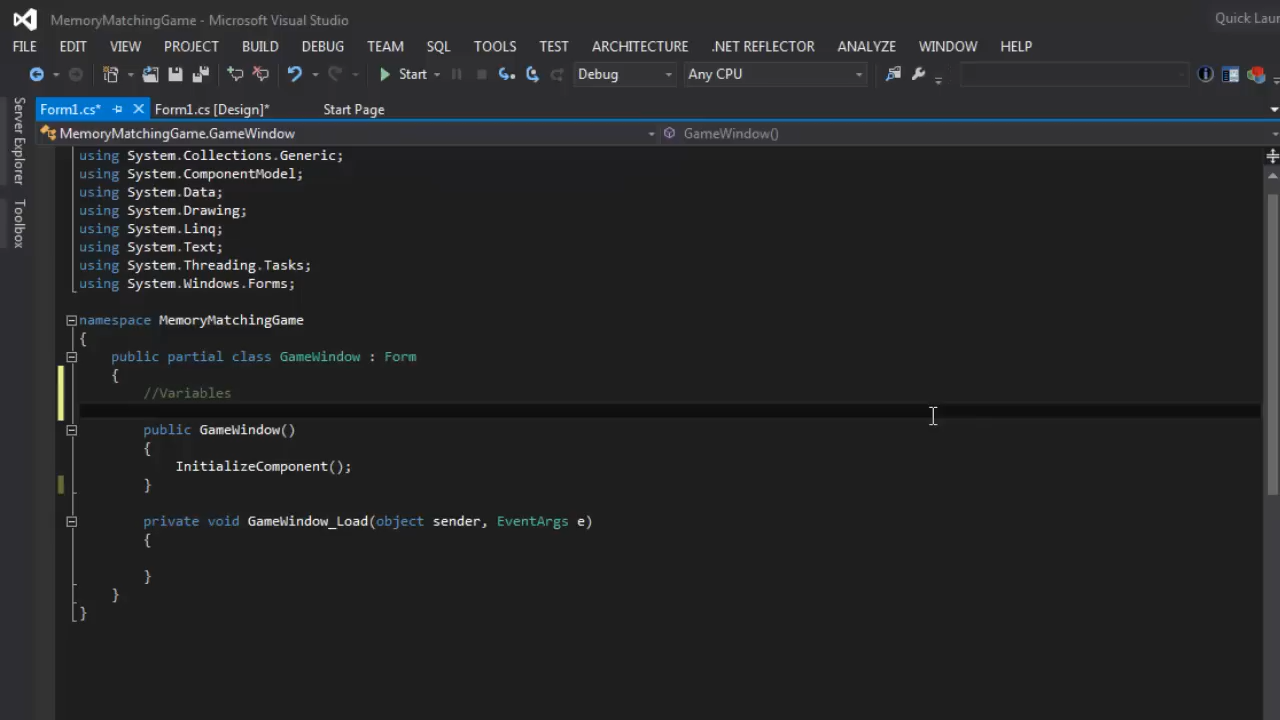 MemoryMatchingGame - Microsoft Visual Studio
Quick Laun
FILE EDIT VIEW PROJECT BUILD DEBUG TEAM SQL TOOLS TEST ARCHITECTURE .NET REFLECTOR ANALYZE WINDOW HELP
Start Debug Any CPU
Form1.cs* Form1.cs [Design]* Start Page
MemoryMatchingGame.GameWindow GameWindow()
Server Explorer
Toolbox
using System.Collections.Generic;
using System.ComponentModel;
using System.Data;
using System.Drawing;
using System.Linq;
using System.Text;
using System.Threading.Tasks;
using System.Windows.Forms;
namespace MemoryMatchingGame
{
public partial class GameWindow : Form
{
//Variables
public GameWindow()
{
InitializeComponent();
}
private void GameWindow_Load(object sender, EventArgs e)
{
}
}
}